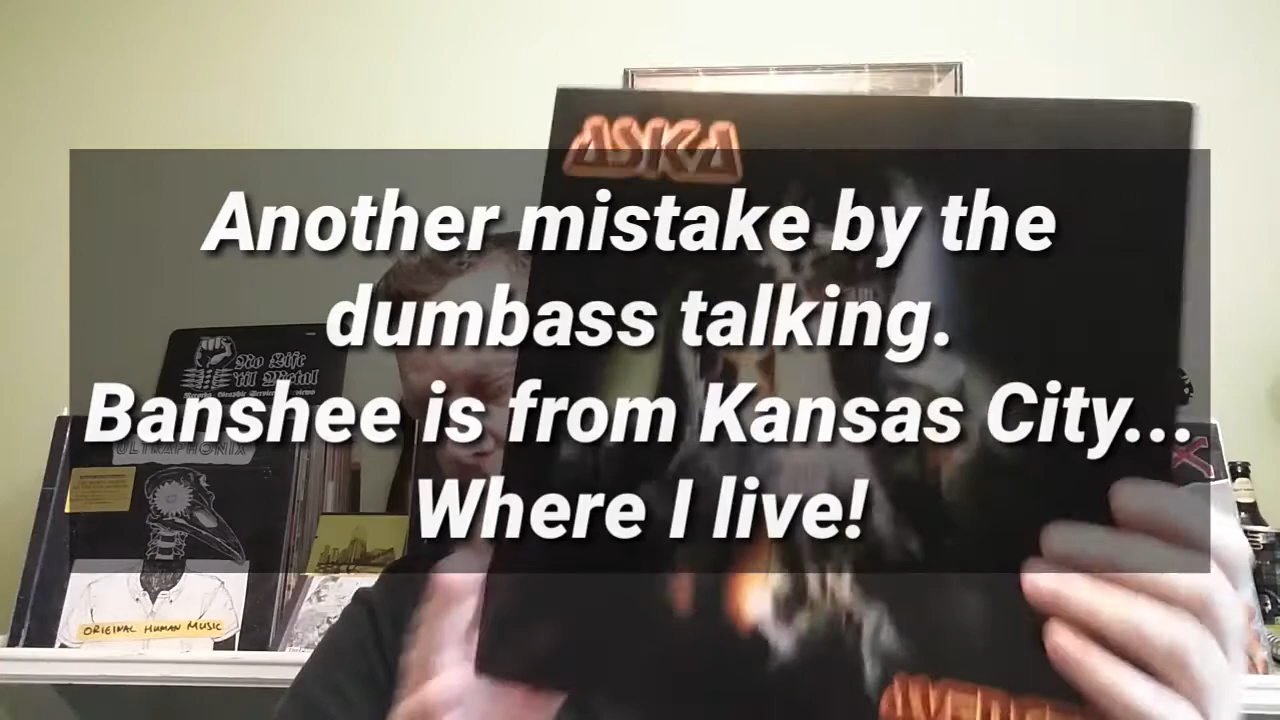 ASKA
Another mistake by the
dumbass talking.
Banshee is from Kansas City...
Where I live!
No Life
'til Metal
ULTRAPHONIX
ORIGINAL HUMAN MUSIC